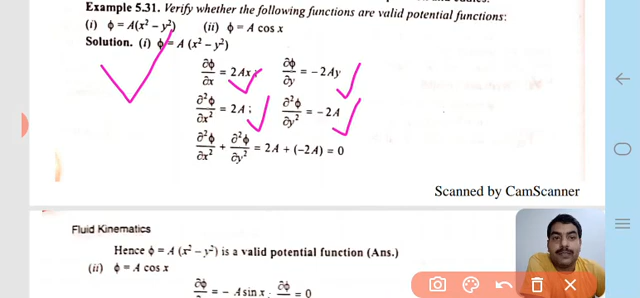 Example 5.31. Verify whether the following functions are valid potential functions:
(i) ϕ = A(x² – y²) (ii) ϕ = A cos x
Solution. (i) ϕ = A (x² – y²)
∂ϕ/∂x = 2Ax; ∂ϕ/∂y = – 2Ay
∂²ϕ/∂x² = 2A; ∂²ϕ/∂y² = – 2A
∂²ϕ/∂x² + ∂²ϕ/∂y² = 2A + (–2A) = 0
Scanned by CamScanner
Fluid Kinematics
Hence ϕ = A (x² – y²) is a valid potential function (Ans.)
(ii) ϕ = A cos x
∂ϕ = – A sin x; ∂ϕ = 0